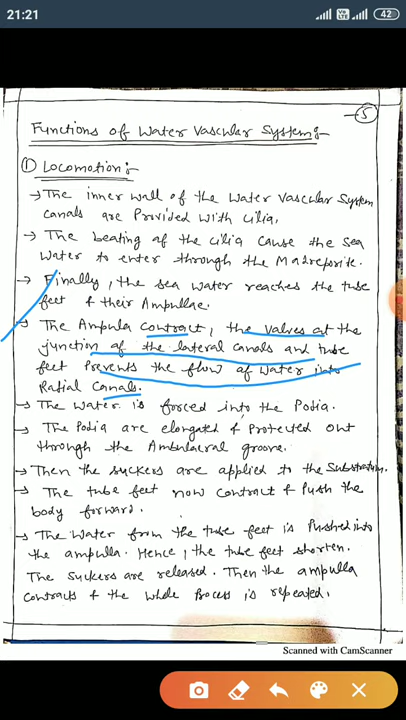 21:21
42
5
Functions of Water Vascular System:-
① Locomotion:-
→ The inner wall of the Water Vascular System
canals are Provided With cilia.
→ The beating of the cilia cause the Sea
Water to enter through the Madreporite.
→ Finally, the sea water reaches the tube
feet & their Ampullae.
→ The Ampula contract, the valves at the
junction of the lateral canals and tube
feet Prevents the flow of Water into
Ratial Canals.
→ The Water is forced into the Podia.
→ The Podia are elongated & Protected out
through the Ambulacral groove.
→ Then the suckers are applied to the Substratum.
→ The tube feet now contract & Push the
body forward.
→ The Water from the tube feet is Pushed into
the ampulla. Hence, the tube feet shorten.
The Suckers are released. Then the ampulla
Contracts & the whole Process is repeated.
Scanned with CamScanner